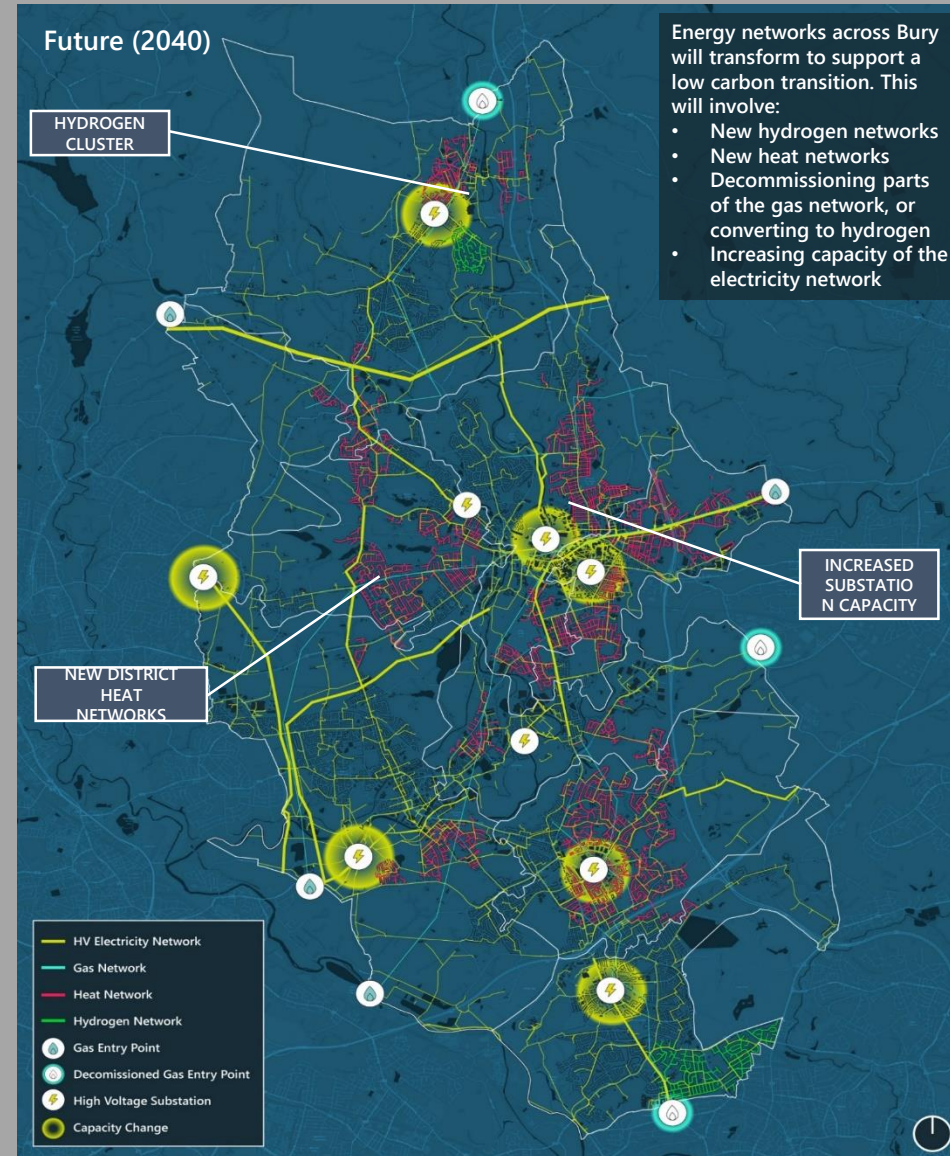 Future (2040)
Energy networks across Bury
will transform to support a
low carbon transition. This
will involve:
• New hydrogen networks
• New heat networks
• Decommissioning parts
of the gas network, or
converting to hydrogen
• Increasing capacity of the
electricity network
HYDROGEN
CLUSTER
INCREASED
SUBSTATIO
N CAPACITY
NEW DISTRICT
HEAT
NETWORKS
HV Electricity Network
Gas Network
Heat Network
Hydrogen Network
Gas Entry Point
Decomissioned Gas Entry Point
High Voltage Substation
Capacity Change